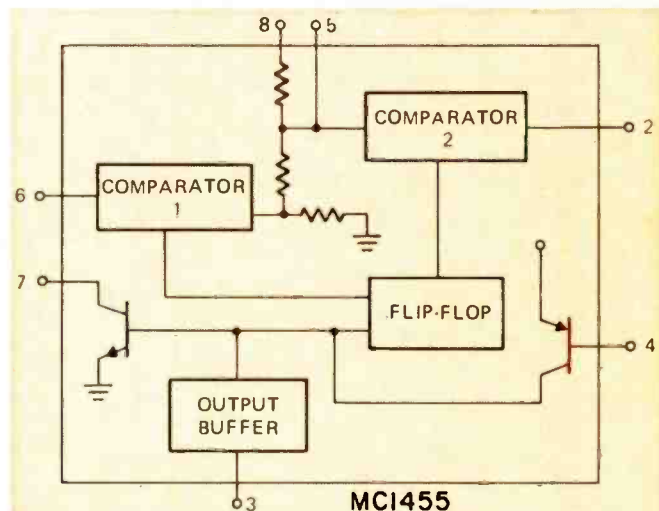 8 5
COMPARATOR
2
2
COMPARATOR
1
6
7
FLIP-FLOP
4
OUTPUT
BUFFER
3
MC1455